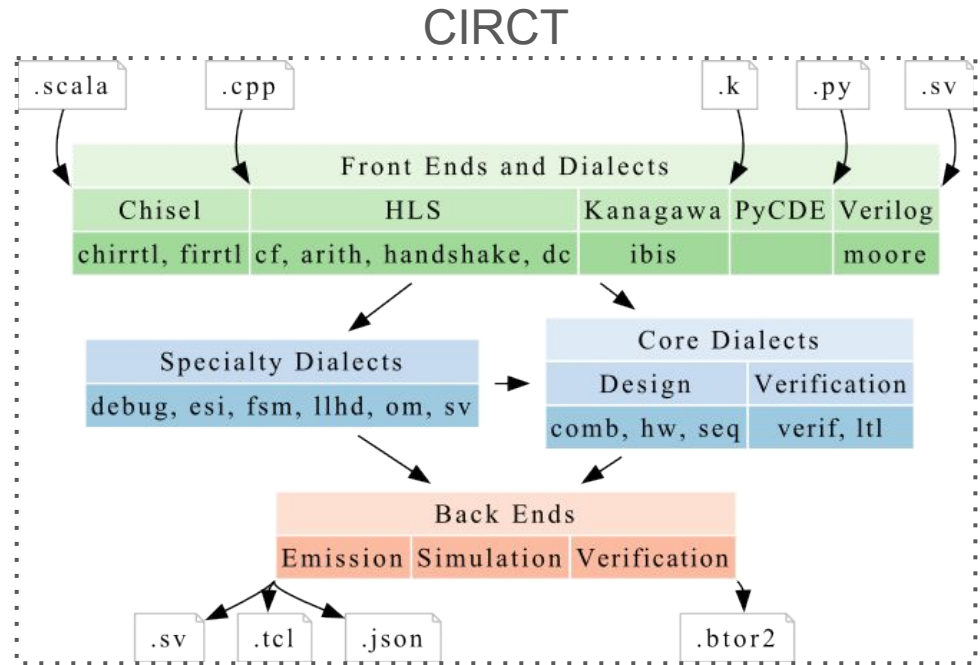 CIRCT
.scala .cpp .k .py .sv
Front Ends and Dialects
Chisel HLS Kanagawa PyCDE Verilog
chirrtl, firrtl cf, arith, handshake, dc ibis moore
Specialty Dialects
debug, esi, fsm, llhd, om, sv
Core Dialects
Design Verification
comb, hw, seq verif, ltl
Back Ends
Emission Simulation Verification
.sv .tcl .json .btor2